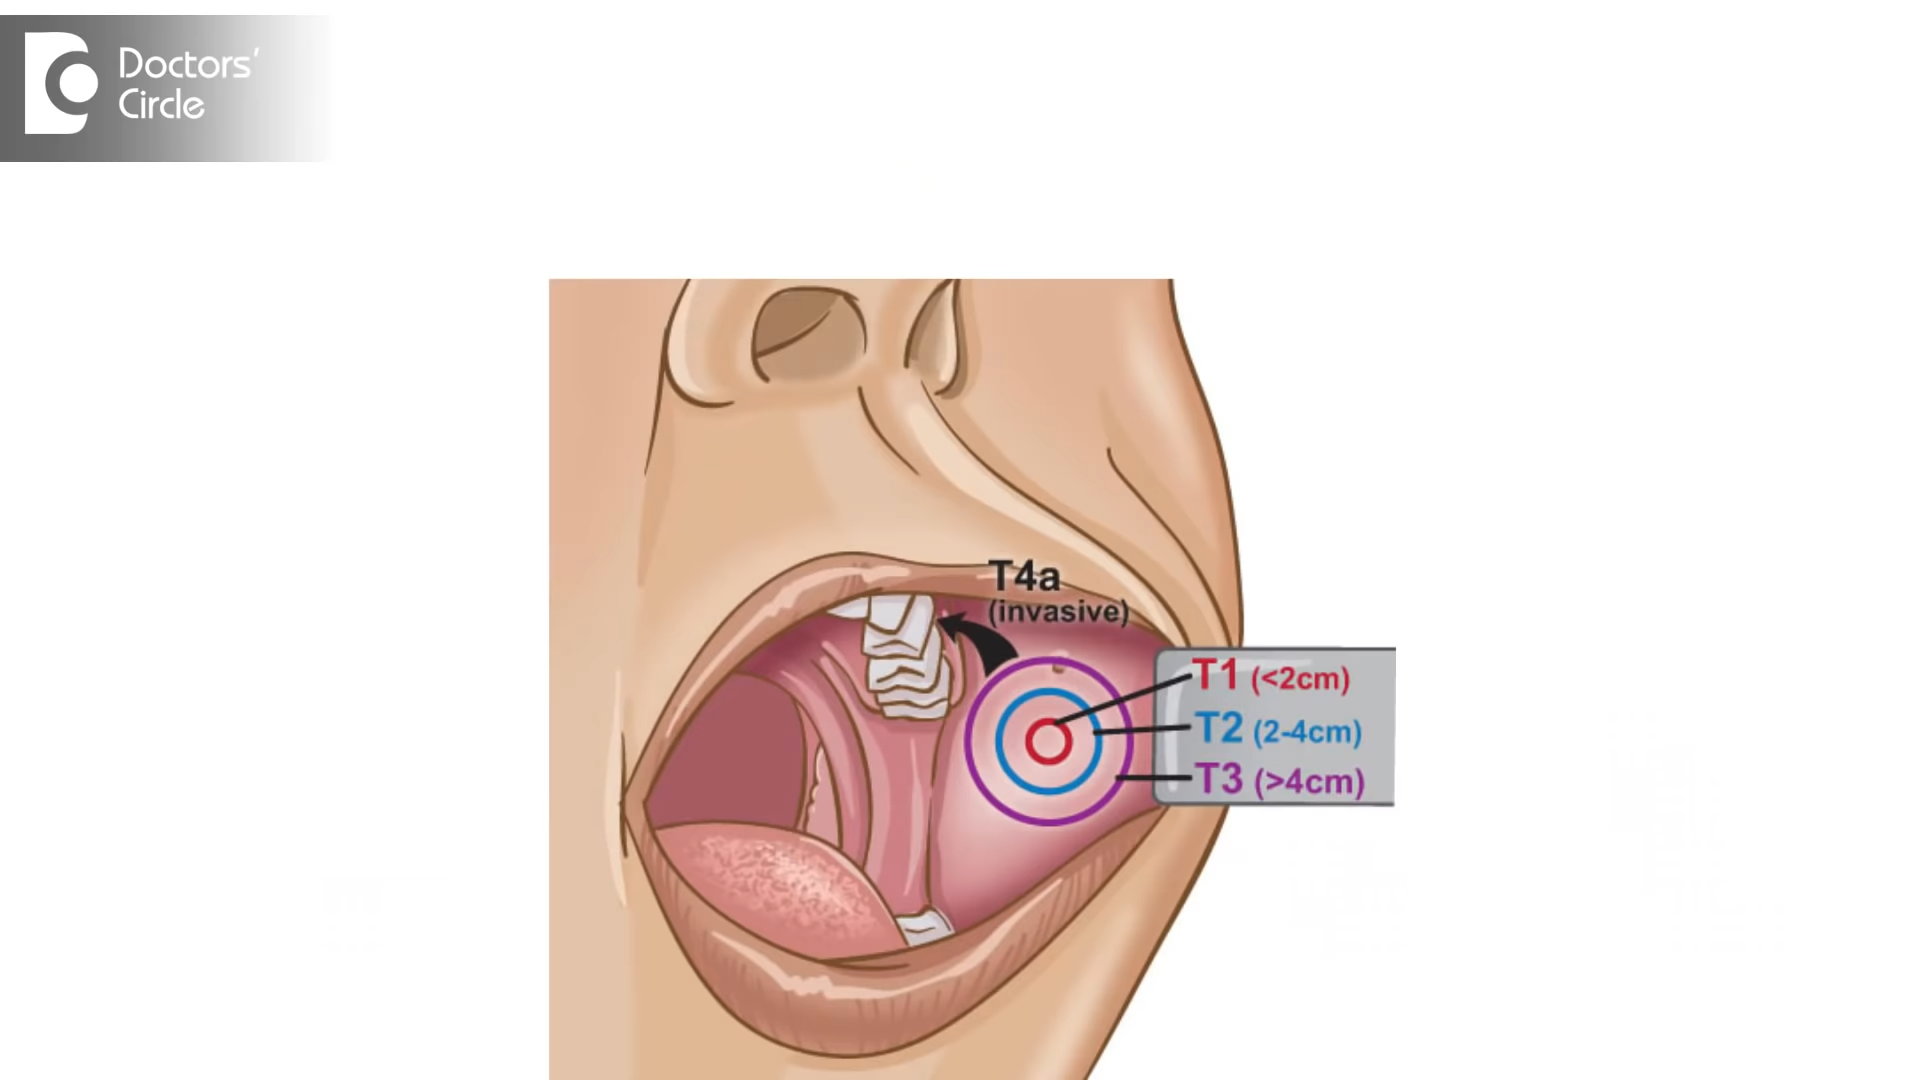 Doctors'
Circle
T4a
(invasive)
T1 (<2cm)
T2 (2-4cm)
T3 (>4cm)